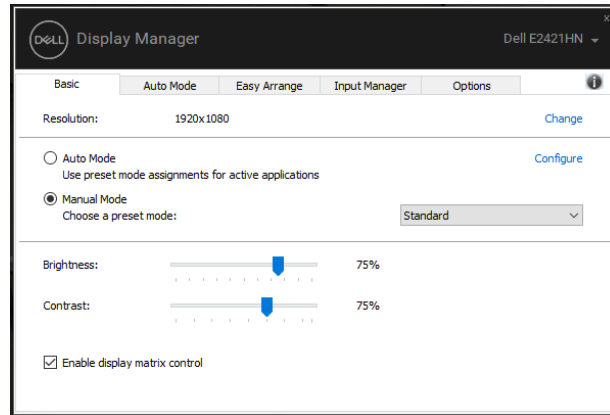 DELL Display Manager
Dell E2421HN
x
Basic
Auto Mode
Easy Arrange
Input Manager
Options
i
Resolution: 1920x1080 Change
Auto Mode Configure
Use preset mode assignments for active applications
Manual Mode
Choose a preset mode: Standard
Brightness: 75%
Contrast: 75%
Enable display matrix control